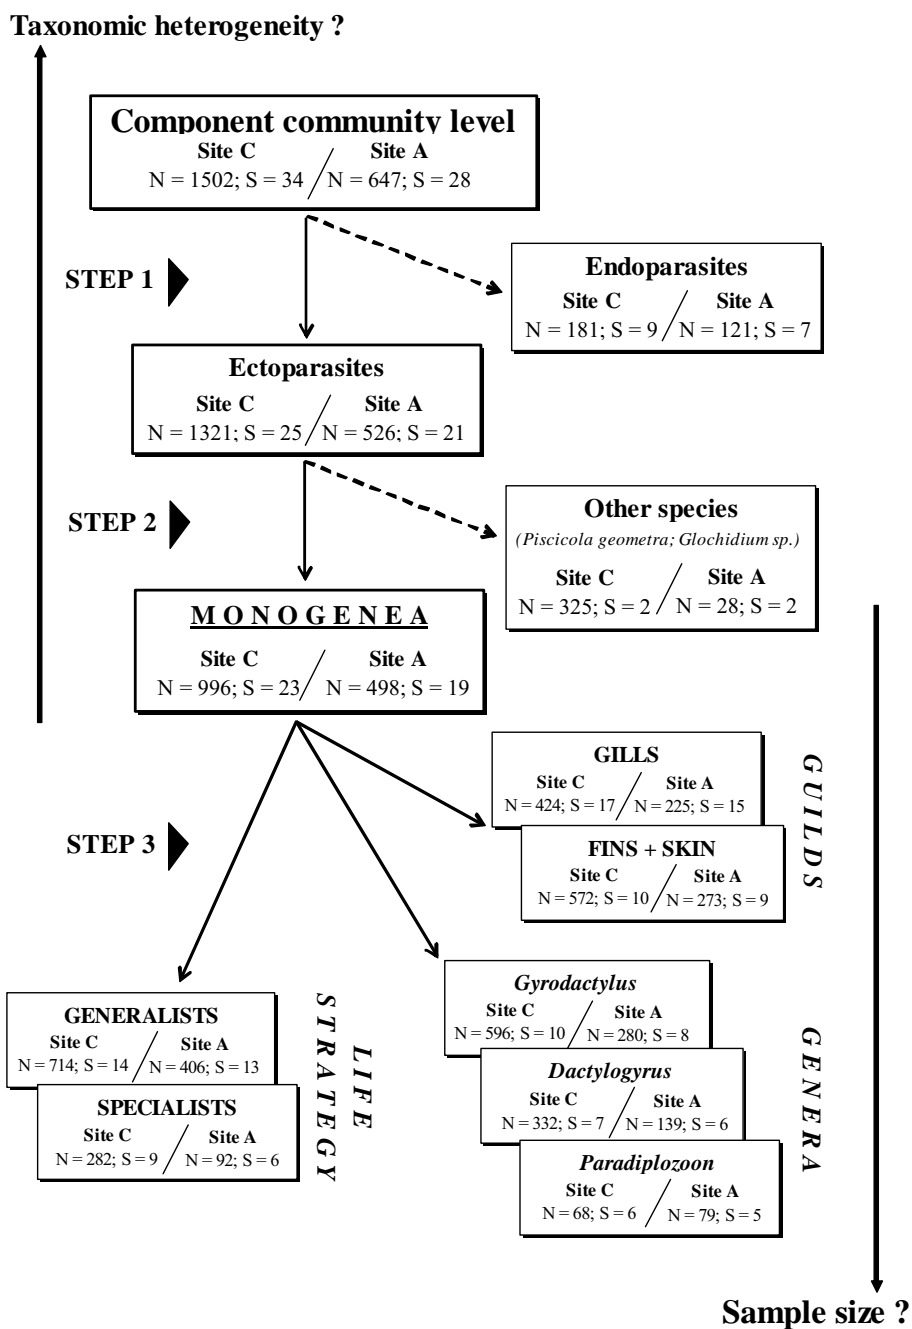 Taxonomic heterogeneity ?
Component community level
Site C / Site A
N = 1502; S = 34 / N = 647; S = 28
STEP 1
Endoparasites
Site C / Site A
N = 181; S = 9 / N = 121; S = 7
Ectoparasites
Site C / Site A
N = 1321; S = 25 / N = 526; S = 21
STEP 2
Other species
(Piscicola geometra; Glochidium sp.)
Site C / Site A
N = 325; S = 2 / N = 28; S = 2
MONOGENEA
Site C / Site A
N = 996; S = 23 / N = 498; S = 19
STEP 3
GILLS
Site C / Site A
N = 424; S = 17 / N = 225; S = 15
FINS + SKIN
Site C / Site A
N = 572; S = 10 / N = 273; S = 9
GUILDS
GENERALISTS
Site C / Site A
N = 714; S = 14 / N = 406; S = 13
SPECIALISTS
Site C / Site A
N = 282; S = 9 / N = 92; S = 6
LIFE
STRATEGY
Gyrodactylus
Site C / Site A
N = 596; S = 10 / N = 280; S = 8
Dactylogyrus
Site C / Site A
N = 332; S = 7 / N = 139; S = 6
Paradiplozoon
Site C / Site A
N = 68; S = 6 / N = 79; S = 5
GENERA
Sample size ?